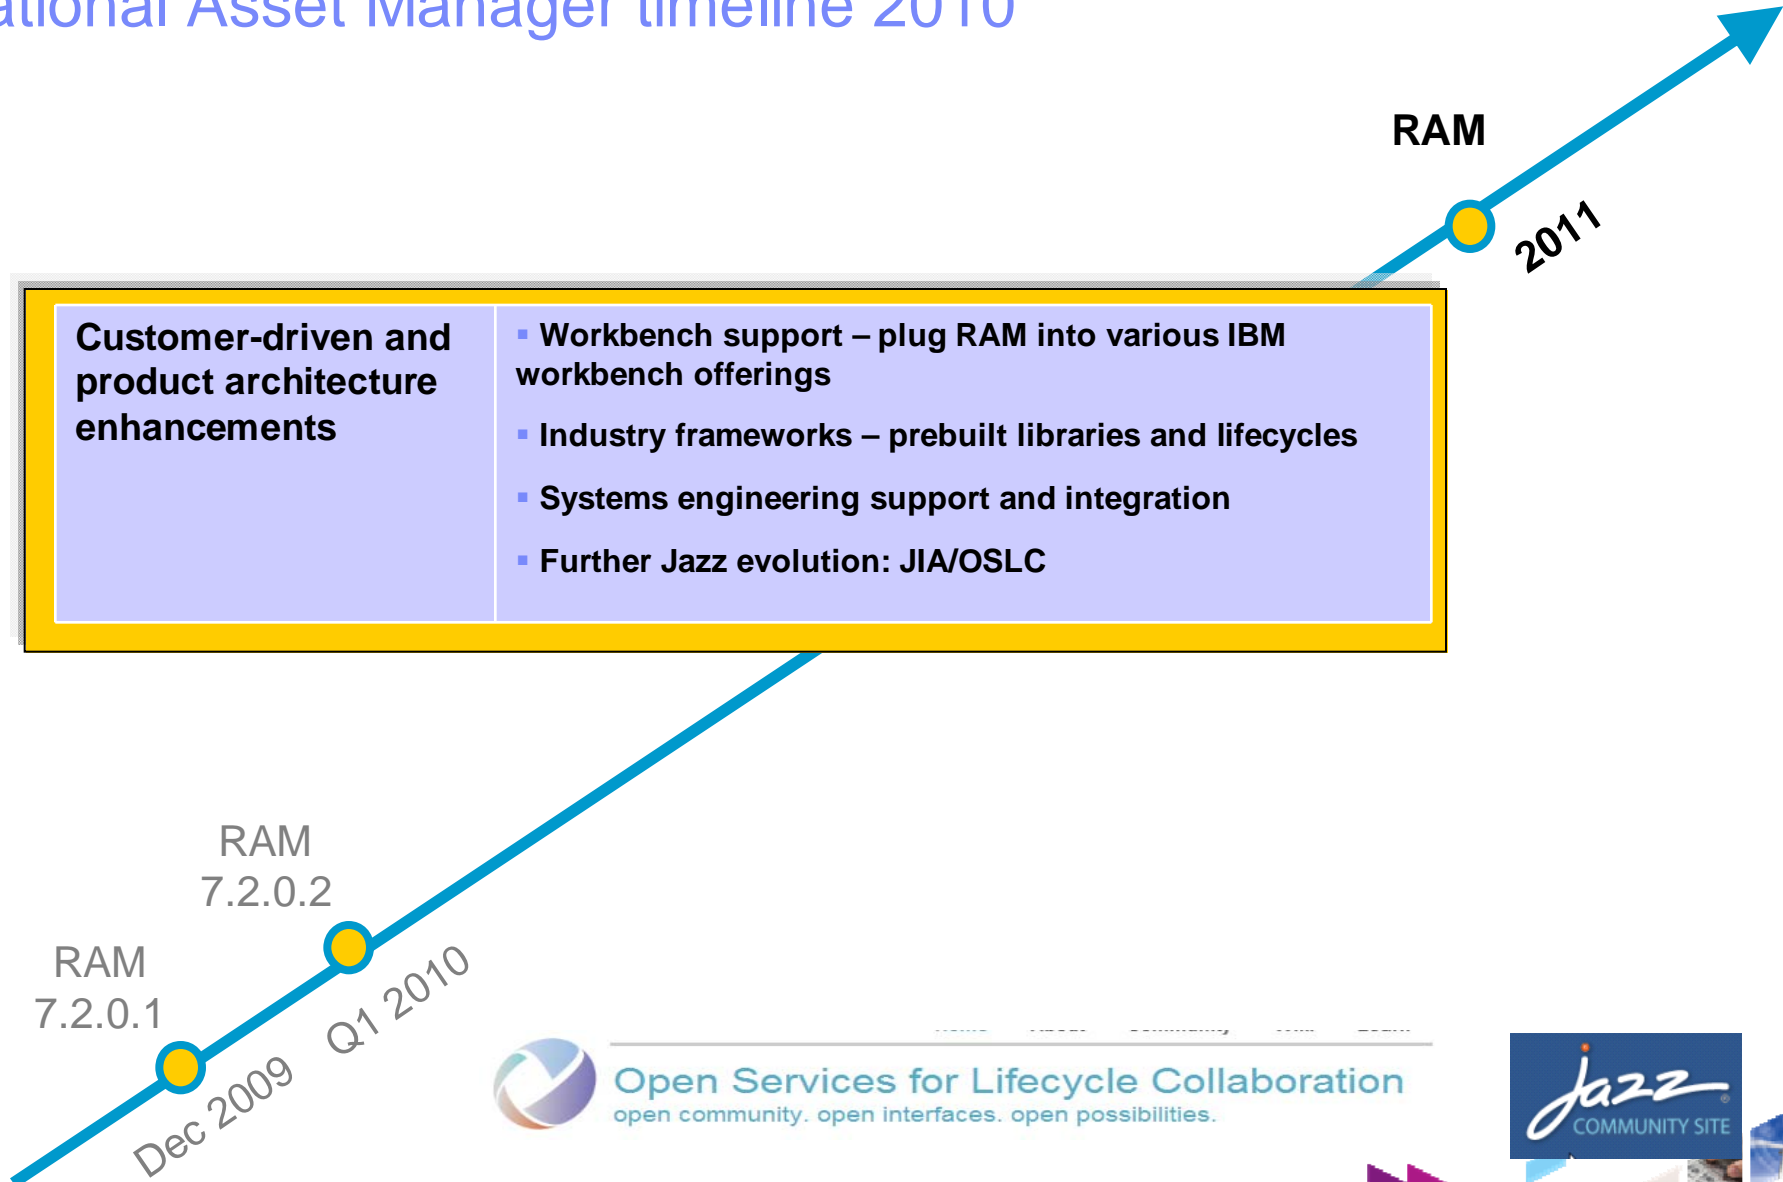 ational Asset Manager timeline 2010
RAM
2011
Customer-driven and
product architecture
enhancements
▪ Workbench support – plug RAM into various IBM
workbench offerings
▪ Industry frameworks – prebuilt libraries and lifecycles
▪ Systems engineering support and integration
▪ Further Jazz evolution: JIA/OSLC
RAM
7.2.0.2
RAM
7.2.0.1
Q1 2010
Dec 2009
Open Services for Lifecycle Collaboration
open community. open interfaces. open possibilities.
jazz
®
COMMUNITY SITE